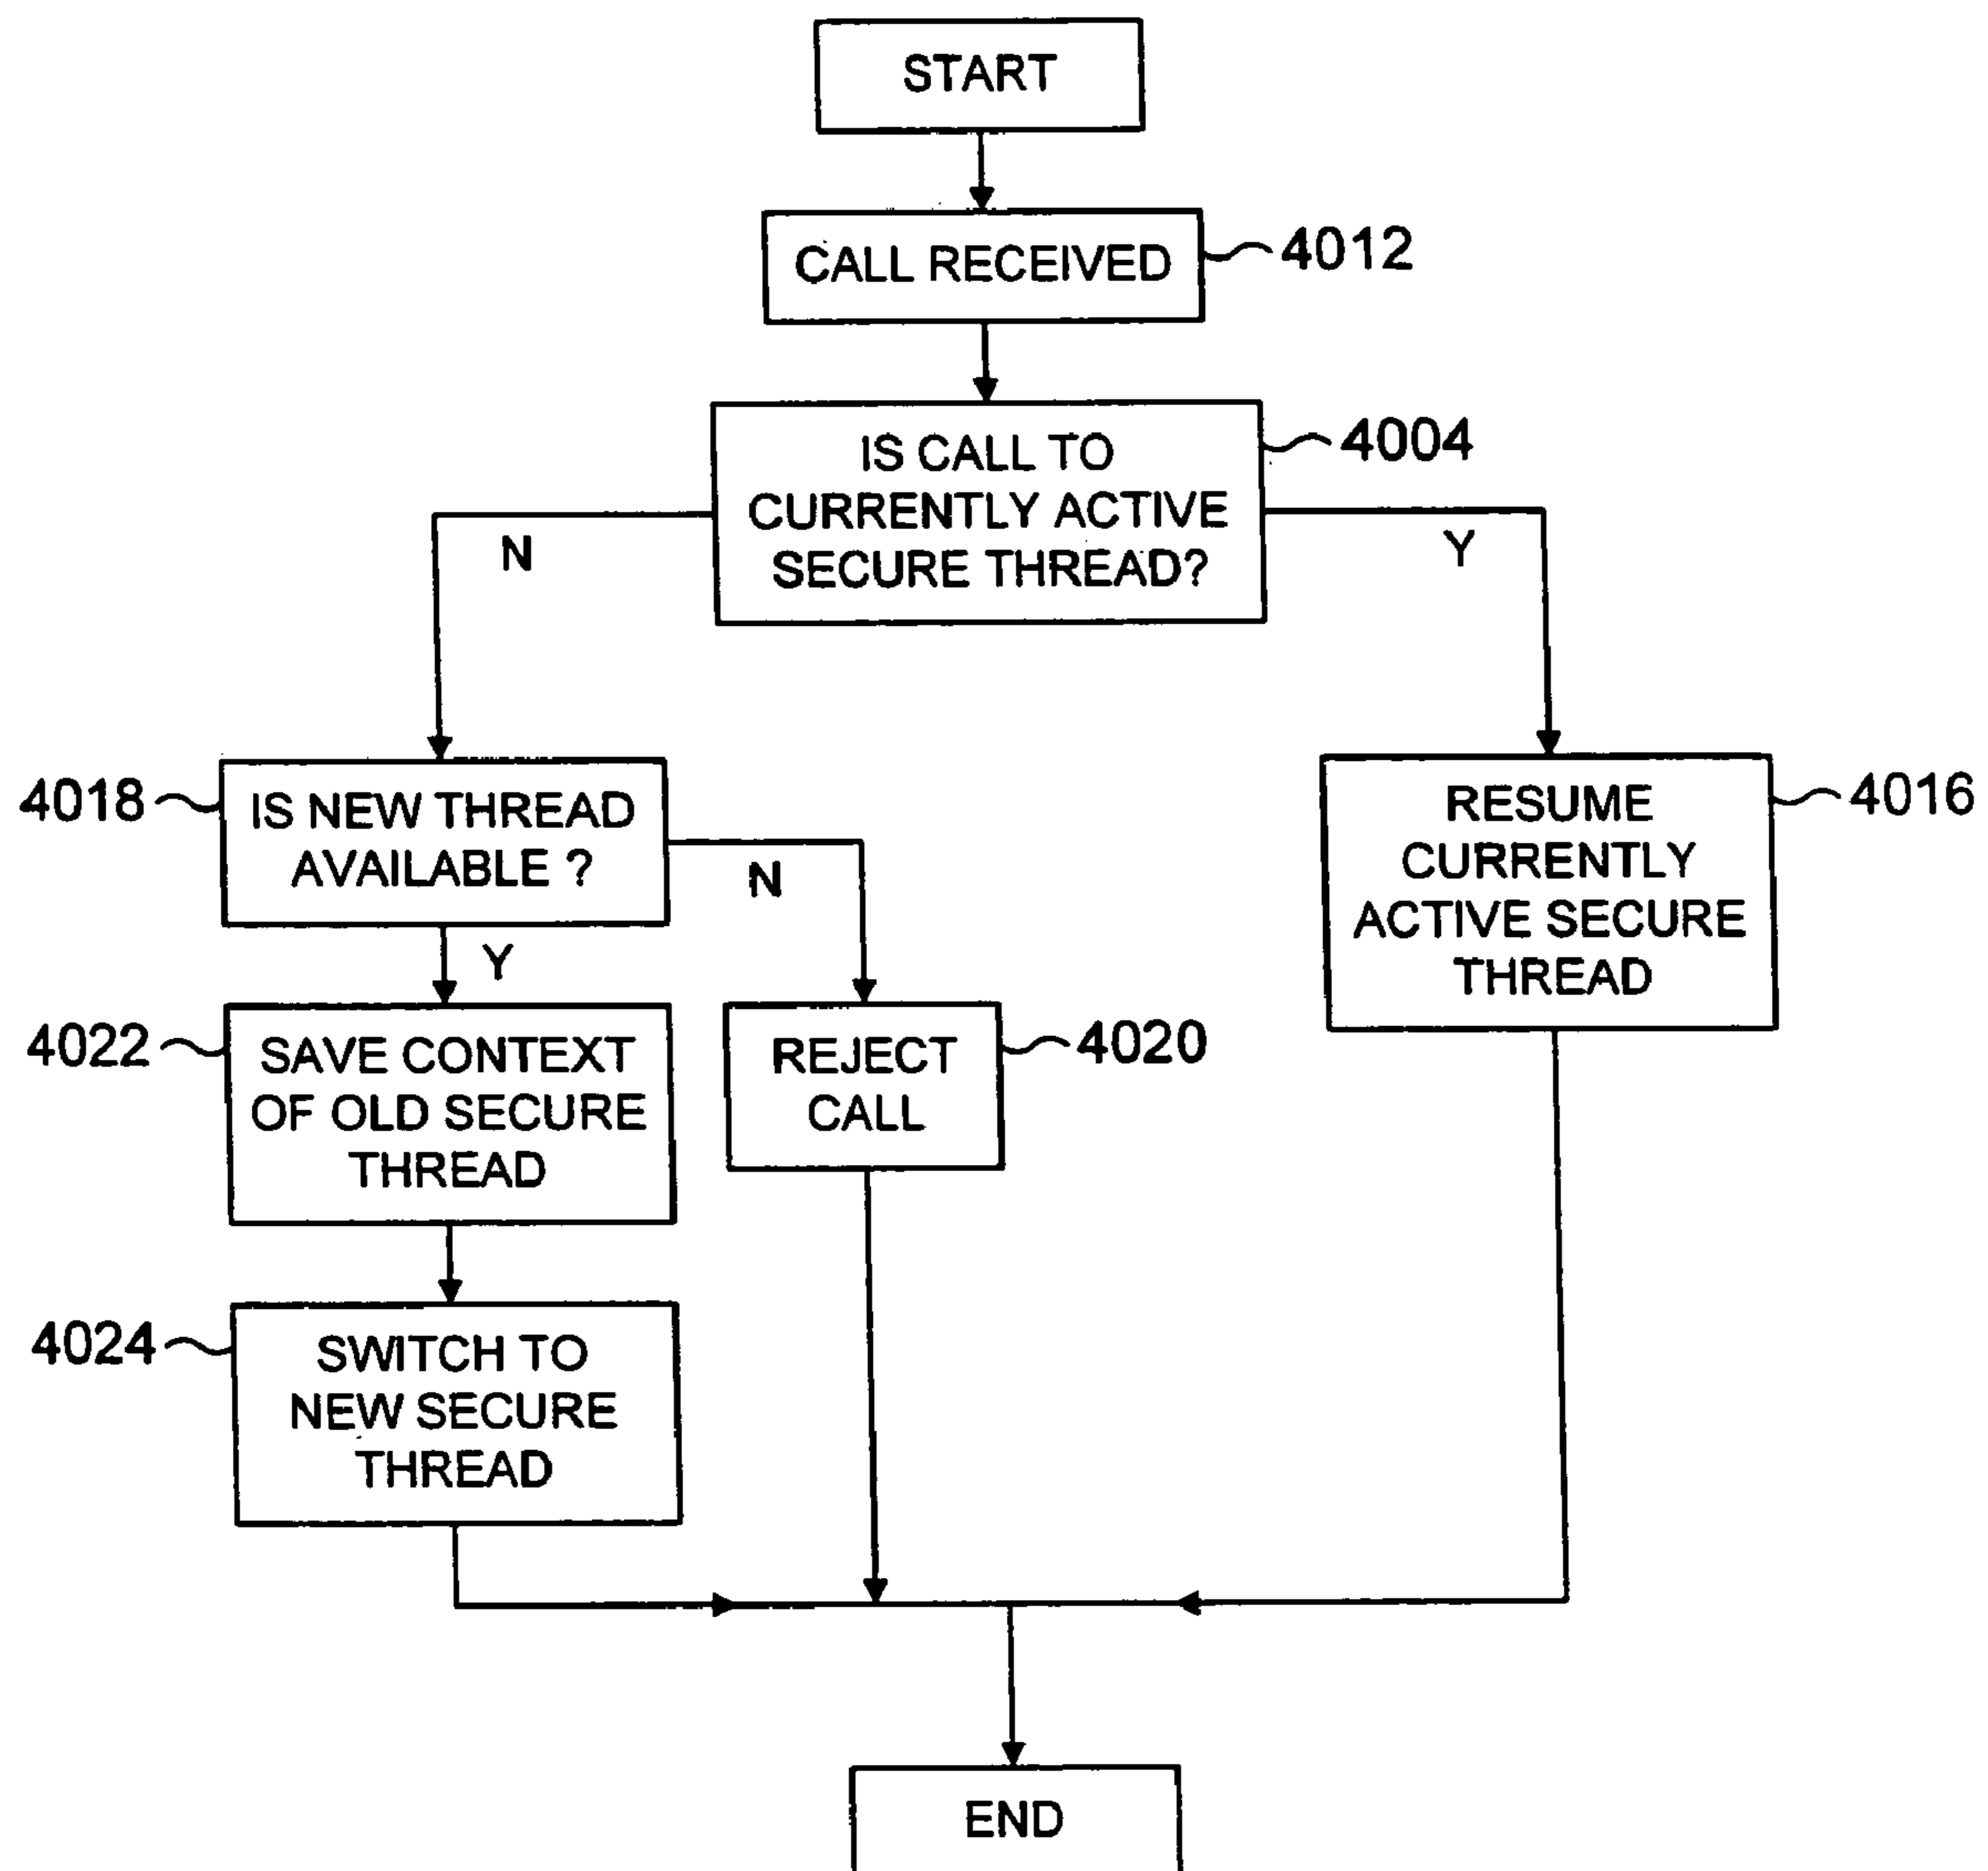 START
CALL RECEIVED
4012
IS CALL TO
CURRENTLY ACTIVE
SECURE THREAD?
4004
N
Y
4018
IS NEW THREAD
AVAILABLE ?
N
Y
RESUME
CURRENTLY
ACTIVE SECURE
THREAD
4016
4022
SAVE CONTEXT
OF OLD SECURE
THREAD
REJECT
CALL
4020
4024
SWITCH TO
NEW SECURE
THREAD
END